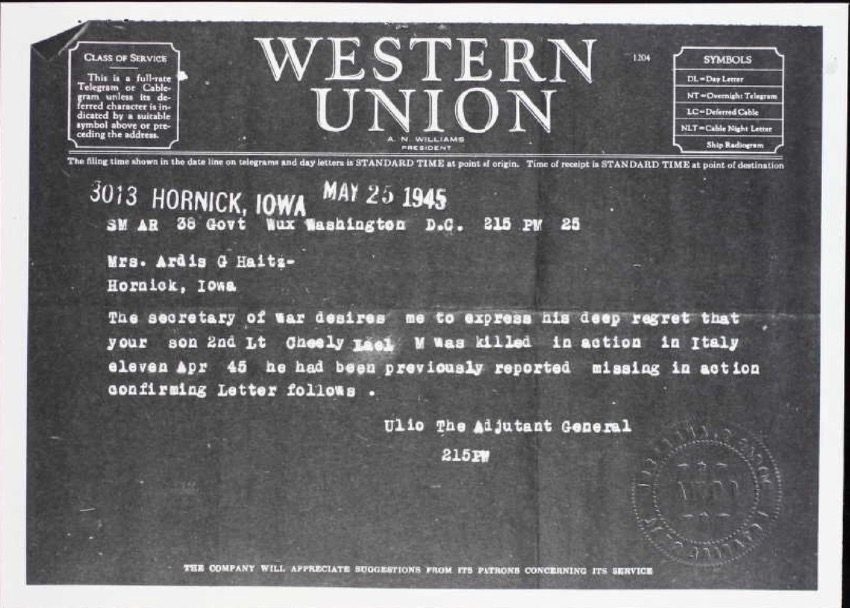 CLASS OF SERVICE
This is a full-rate
Telegram or Cable-
gram unless its de-
ferred character is in-
dicated by a suitable
symbol above or pre-
ceding the address.
WESTERN
UNION
A. N. WILLIAMS
PRESIDENT
1204
SYMBOLS
DL=Day Letter
NT=Overnight Telegram
LC=Deferred Cable
NLT=Cable Night Letter
Ship Radiogram
The filing time shown in the date line on telegrams and day letters is STANDARD TIME at point of origin. Time of receipt is STANDARD TIME at point of destination
3013 HORNICK, IOWA MAY 25 1945
SM AR 38 Govt Wux Washington D.C. 215 PM 25
Mrs. Ardis G Haitz-
Hornick, Iowa
The secretary of war desires me to express his deep regret that
your son 2nd Lt Cheely Lael M was killed in action in Italy
eleven Apr 45 he had been previously reported missing in action
confirming Letter follows .
Ulio The Adjutant General
215PM
THE COMPANY WILL APPRECIATE SUGGESTIONS FROM ITS PATRONS CONCERNING ITS SERVICE